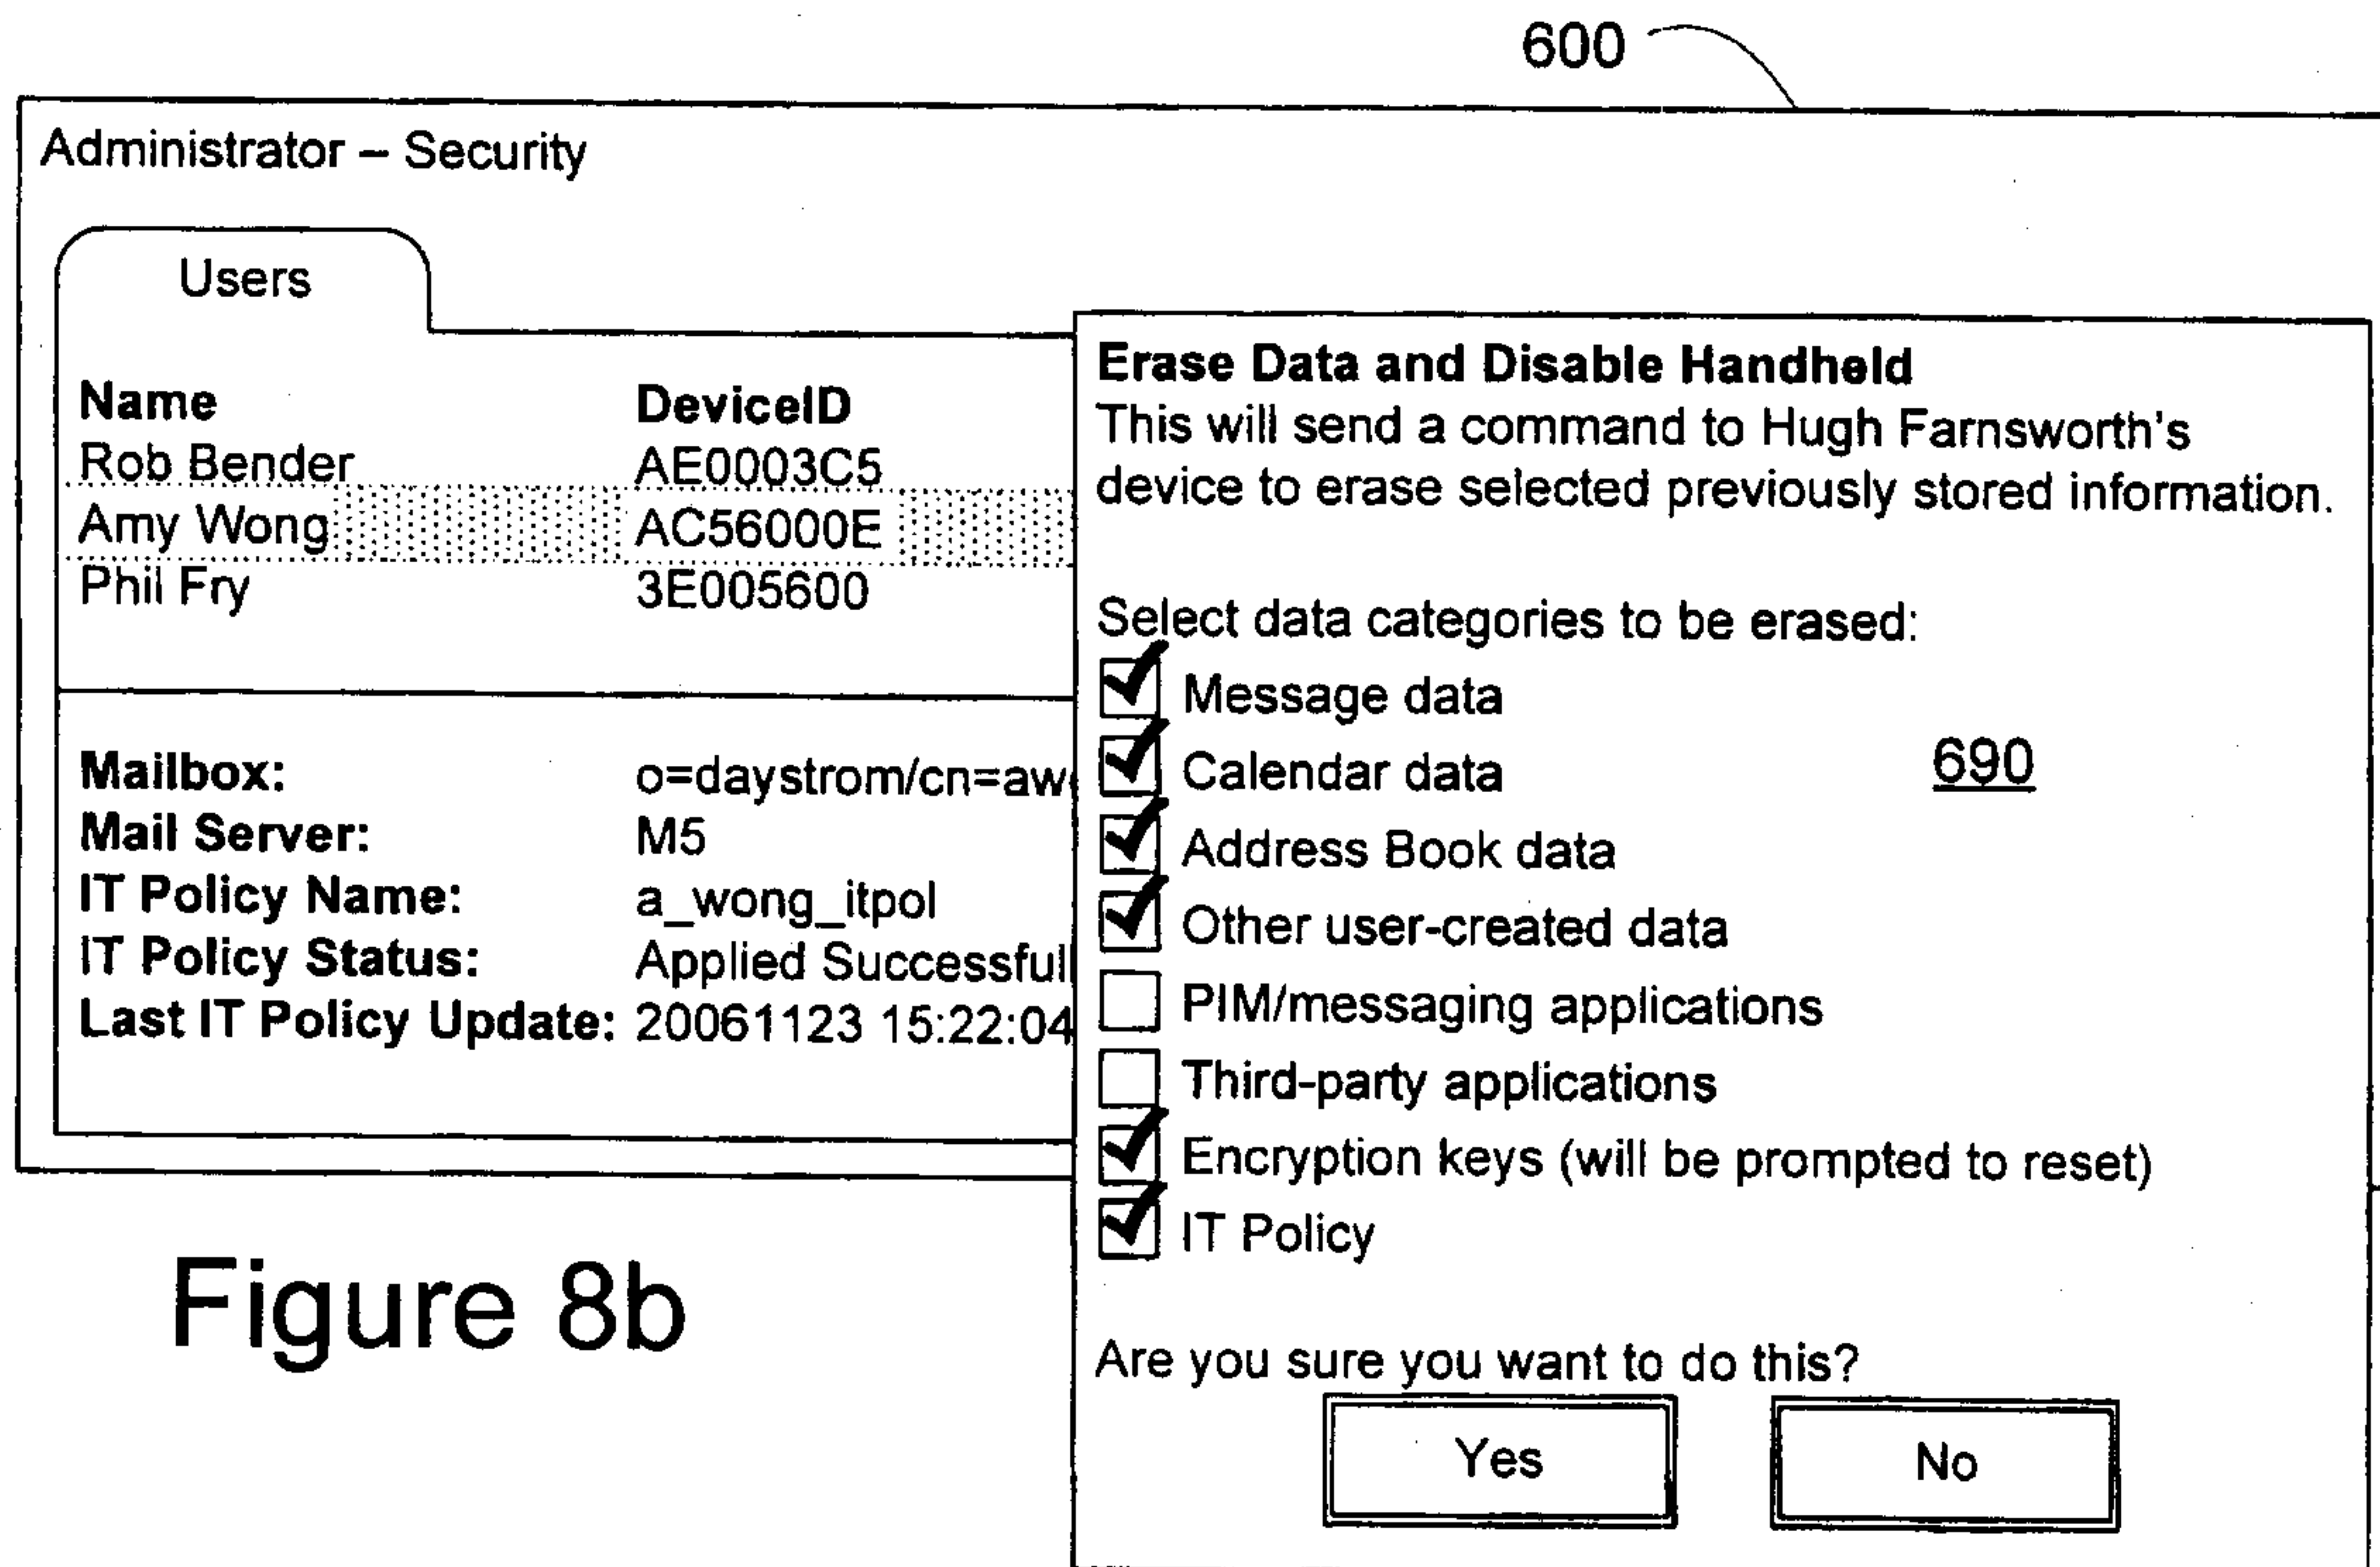 600
Administrator – Security
Users
Name DeviceID
Rob Bender AE0003C5
Amy Wong AC56000E
Phil Fry 3E005600
Mailbox: o=daystrom/cn=aw
Mail Server: M5
IT Policy Name: a_wong_itpol
IT Policy Status: Applied Successful
Last IT Policy Update: 20061123 15:22:04
Erase Data and Disable Handheld
This will send a command to Hugh Farnsworth's
device to erase selected previously stored information.
Select data categories to be erased:
Message data
Calendar data
690
Address Book data
Other user-created data
PIM/messaging applications
Third-party applications
Encryption keys (will be prompted to reset)
IT Policy
Are you sure you want to do this?
Yes No
Figure 8b